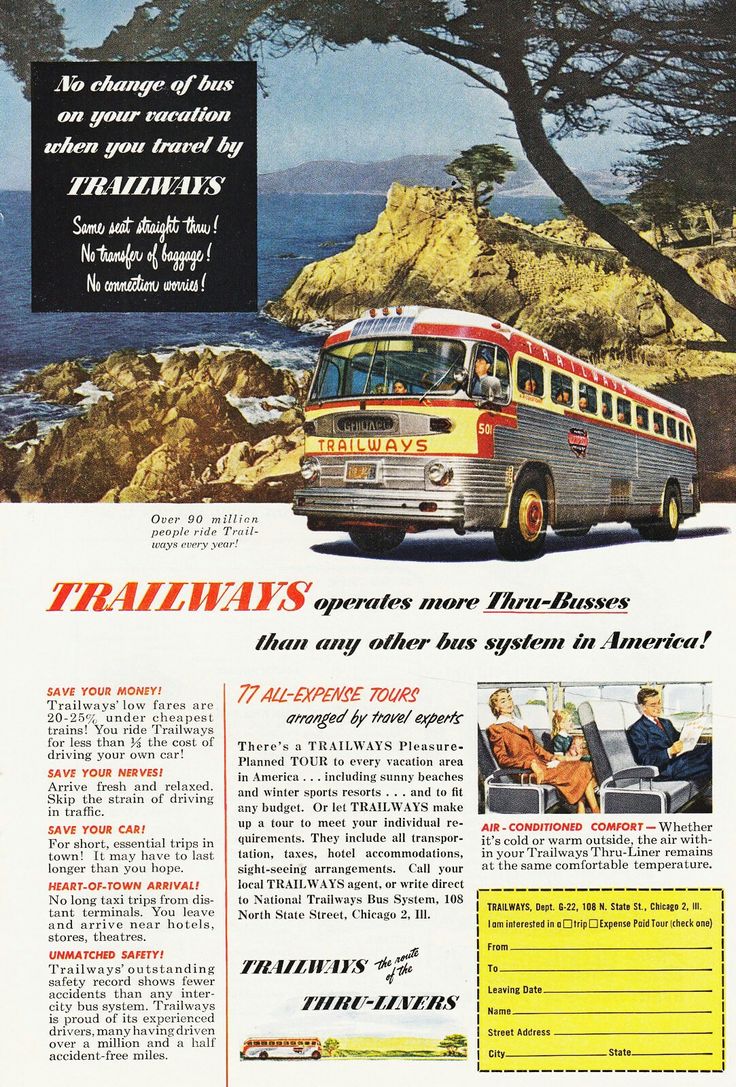 No change of bus
on your vacation
when you travel by
TRAILWAYS
Same seat straight thru!
No transfer of baggage!
No connection worries!
CHICAGO
TRAILWAYS
TRAILWAYS
501
Over 90 million
people ride Trail-
ways every year!
TRAILWAYS operates more Thru-Busses
than any other bus system in America!
SAVE YOUR MONEY!
Trailways' low fares are
20-25% under cheapest
trains! You ride Trailways
for less than ⅓ the cost of
driving your own car!
SAVE YOUR NERVES!
Arrive fresh and relaxed.
Skip the strain of driving
in traffic.
SAVE YOUR CAR!
For short, essential trips in
town! It may have to last
longer than you hope.
HEART-OF-TOWN ARRIVAL!
No long taxi trips from dis-
tant terminals. You leave
and arrive near hotels,
stores, theatres.
UNMATCHED SAFETY!
Trailways' outstanding
safety record shows fewer
accidents than any inter-
city bus system. Trailways
is proud of its experienced
drivers, many having driven
over a million and a half
accident-free miles.
77 ALL-EXPENSE TOURS
arranged by travel experts
There's a TRAILWAYS Pleasure-
Planned TOUR to every vacation area
in America . . . including sunny beaches
and winter sports resorts . . . and to fit
any budget. Or let TRAILWAYS make
up a tour to meet your individual re-
quirements. They include all transpor-
tation, taxes, hotel accommodations,
sight-seeing arrangements. Call your
local TRAILWAYS agent, or write direct
to National Trailways Bus System, 108
North State Street, Chicago 2, Ill.
TRAILWAYS the route
of the
THRU-LINERS
AIR-CONDITIONED COMFORT — Whether
it's cold or warm outside, the air with-
in your Trailways Thru-Liner remains
at the same comfortable temperature.
TRAILWAYS, Dept. G-22, 108 N. State St., Chicago 2, Ill.
I am interested in a □ trip □ Expense Paid Tour (check one)
From
To
Leaving Date
Name
Street Address
City State